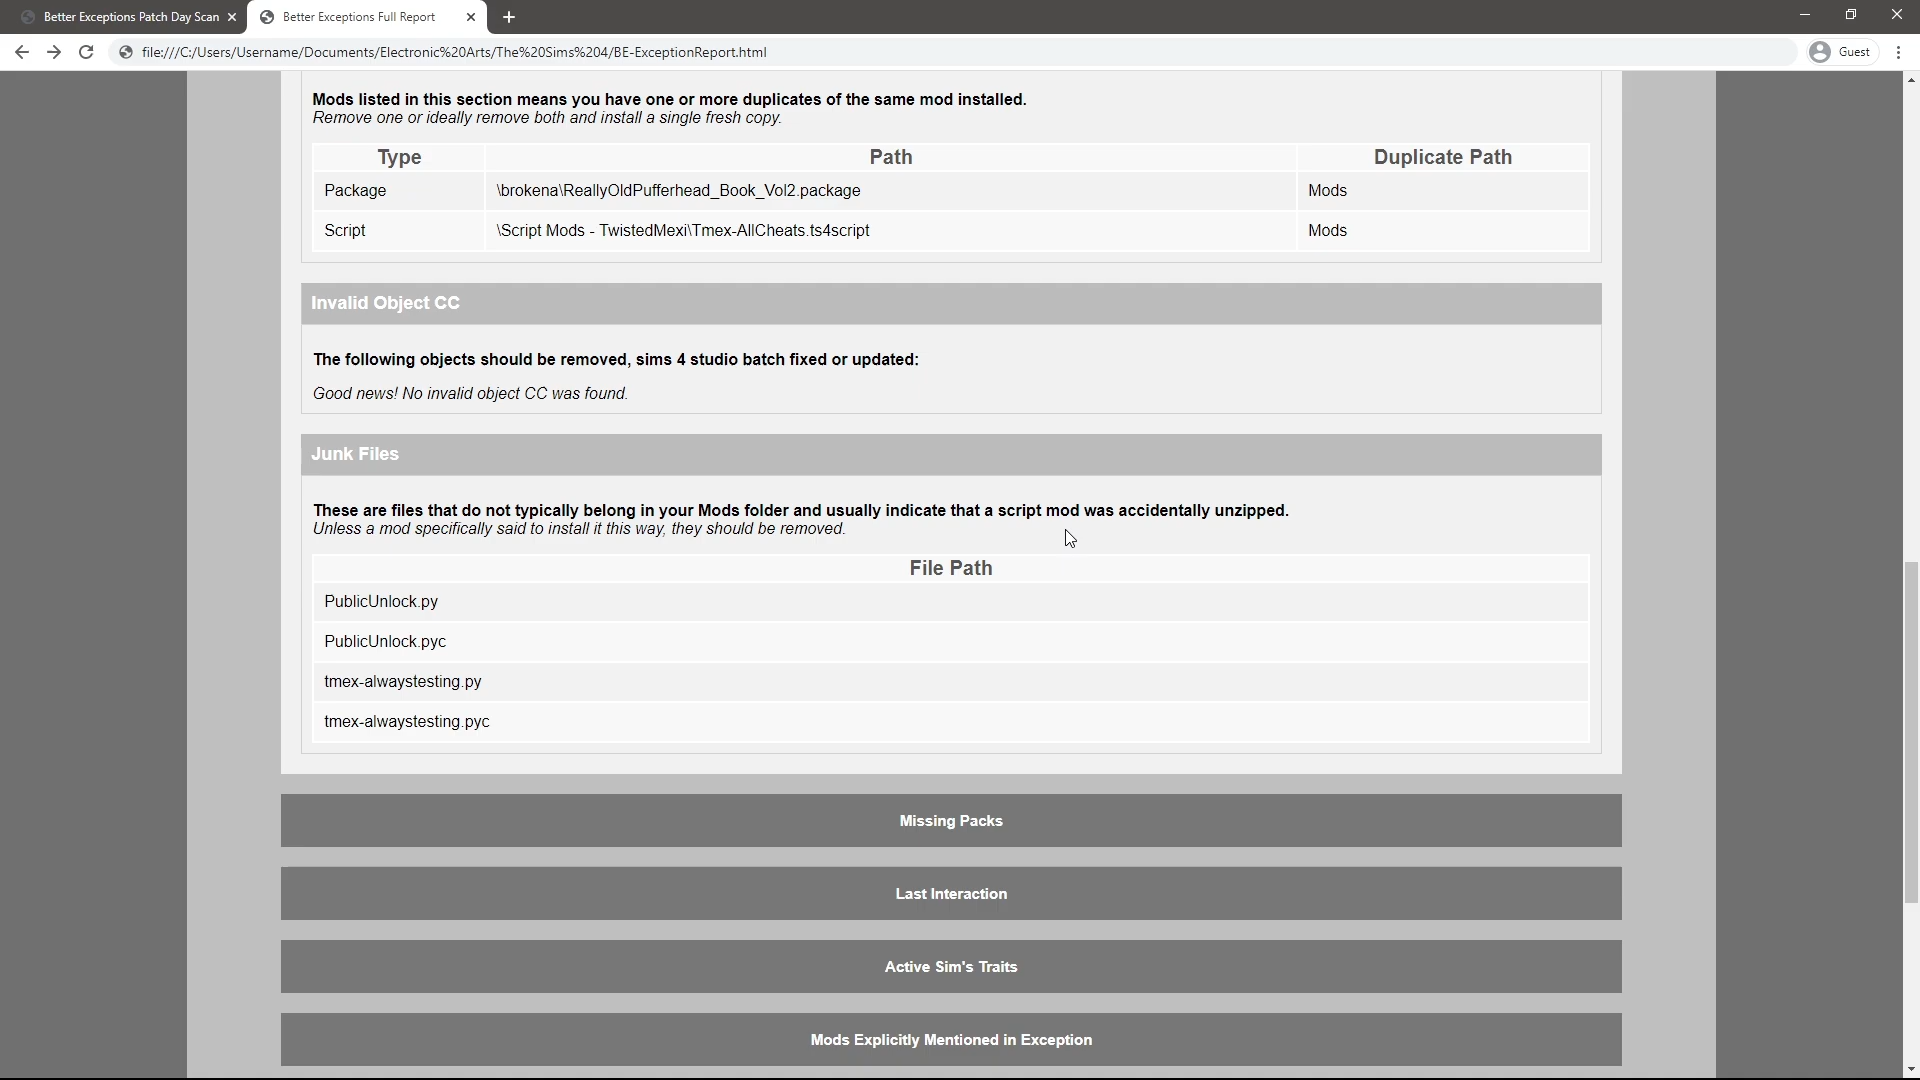 Better Exceptions Patch Day Scan
Better Exceptions Full Report
file:///C:/Users/Username/Documents/Electronic%20Arts/The%20Sims%204/BE-ExceptionReport.html
Guest
Mods listed in this section means you have one or more duplicates of the same mod installed.
Remove one or ideally remove both and install a single fresh copy.
Type Path Duplicate Path
Package \brokena\ReallyOldPufferhead_Book_Vol2.package Mods
Script \Script Mods - TwistedMexi\Tmex-AllCheats.ts4script Mods
Invalid Object CC
The following objects should be removed, sims 4 studio batch fixed or updated:
Good news! No invalid object CC was found.
Junk Files
These are files that do not typically belong in your Mods folder and usually indicate that a script mod was accidentally unzipped.
Unless a mod specifically said to install it this way, they should be removed.
File Path
PublicUnlock.py
PublicUnlock.pyc
tmex-alwaystesting.py
tmex-alwaystesting.pyc
Missing Packs
Last Interaction
Active Sim's Traits
Mods Explicitly Mentioned in Exception